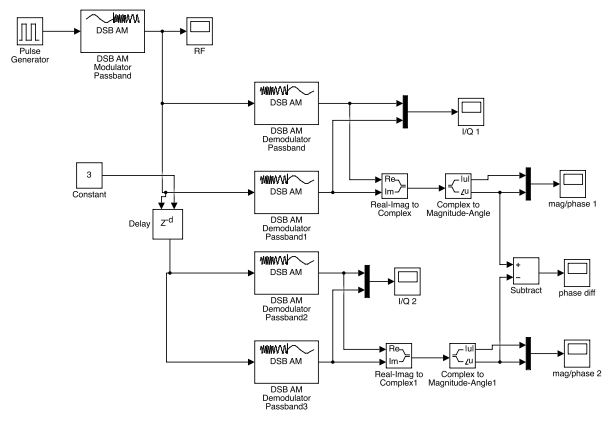 Pulse
Generator
DSB AM
DSB AM
Modulator
Passband
RF
DSB AM
DSB AM
Demodulator
Passband
I/Q 1
3
Constant
DSB AM
DSB AM
Demodulator
Passband1
Re
Im
Real-Imag to
Complex
|u|
∠u
Complex to
Magnitude-Angle
mag/phase 1
Delay
Z-d
DSB AM
DSB AM
Demodulator
Passband2
I/Q 2
+
−
Subtract
phase diff
DSB AM
DSB AM
Demodulator
Passband3
Re
Im
Real-Imag to
Complex1
|u|
∠u
Complex to
Magnitude-Angle1
mag/phase 2